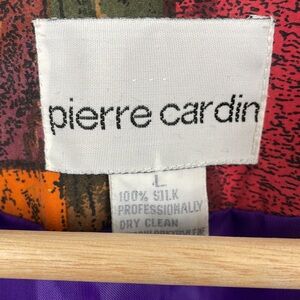 pierre cardin
L
100% SILK
PROFESSIONALLY
DRY CLEAN